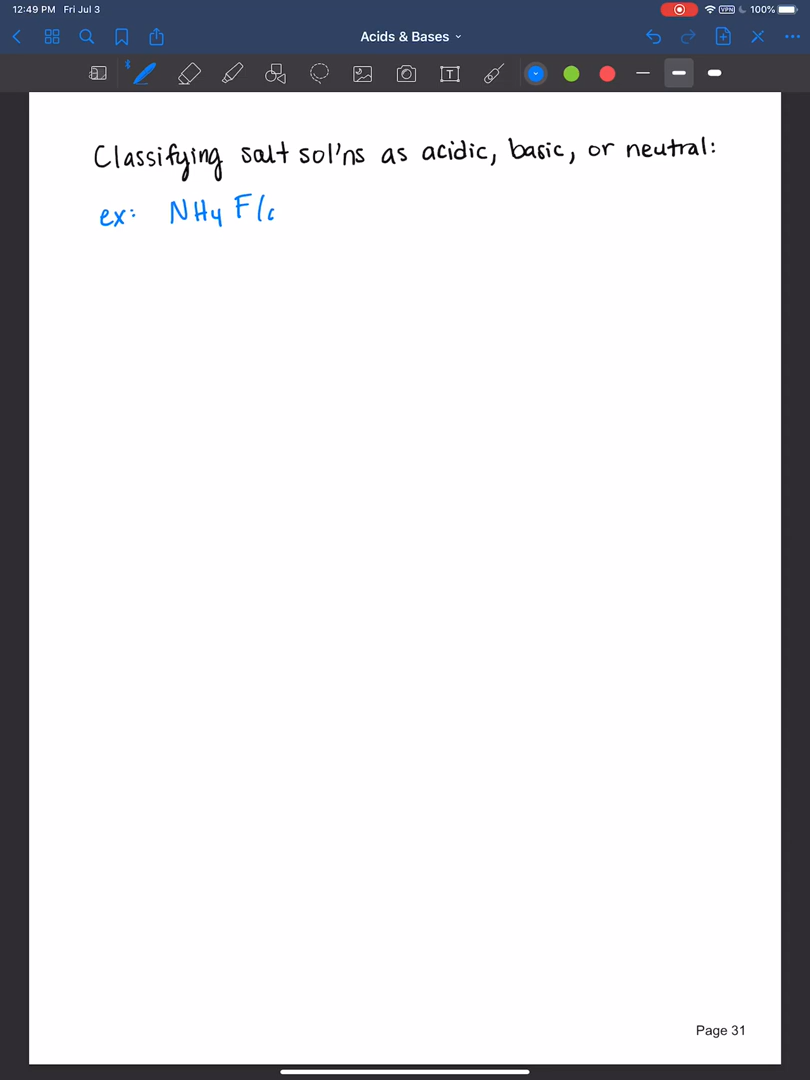 12:49 PM Fri Jul 3 VPN 100%
Acids & Bases
T
Classifying salt sol'ns as acidic, basic, or neutral:
ex: NH4 F(a
Page 31